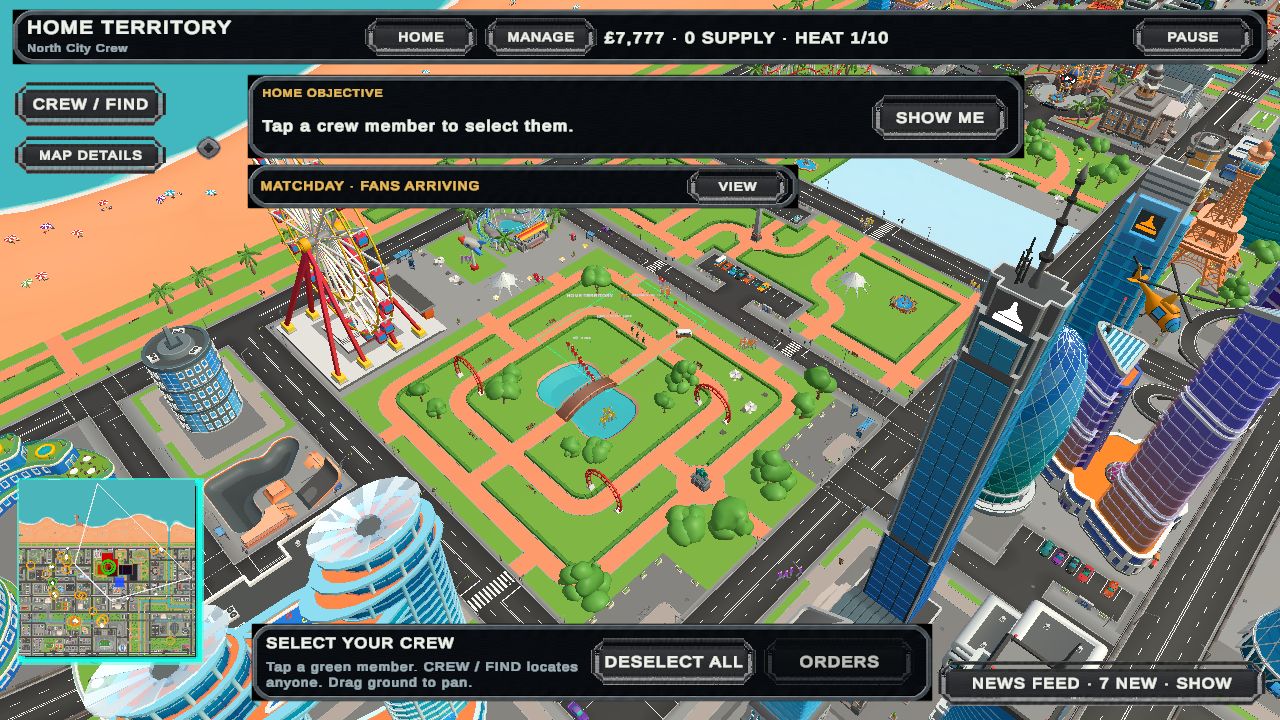 HOME TERRITORY
North City Crew
HOME
MANAGE
£7,777 · 0 SUPPLY · HEAT 1/10
PAUSE
CREW / FIND
MAP DETAILS
HOME OBJECTIVE
Tap a crew member to select them.
SHOW ME
MATCHDAY · FANS ARRIVING
VIEW
HOME TERRITORY
SELECT YOUR CREW
Tap a green member. CREW / FIND locates
anyone. Drag ground to pan.
DESELECT ALL
ORDERS
NEWS FEED · 7 NEW · SHOW